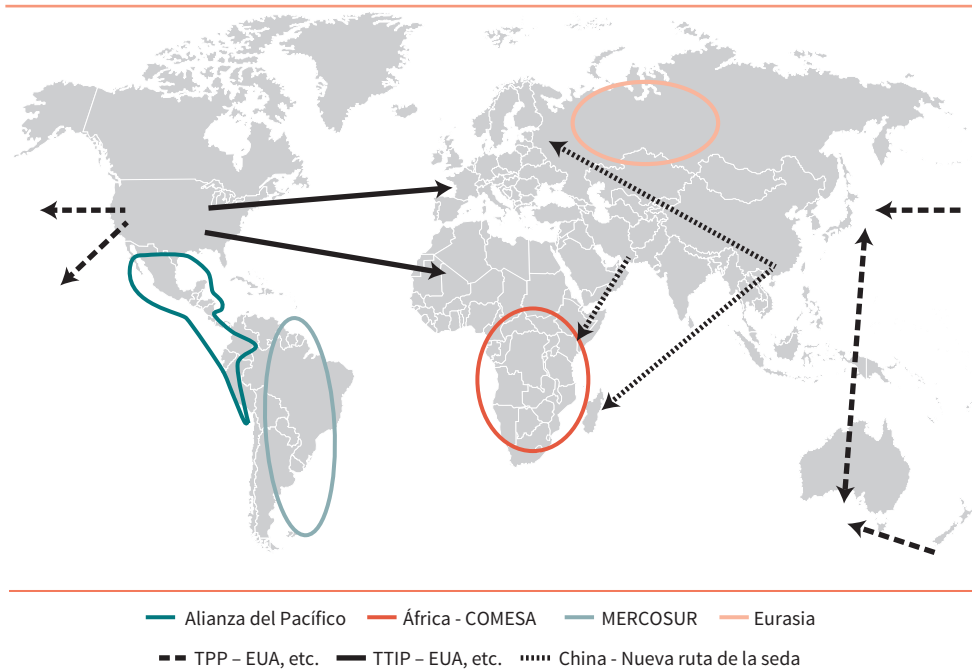 Alianza del Pacífico África - COMESA MERCOSUR Eurasia
TPP – EUA, etc. TTIP – EUA, etc. China - Nueva ruta de la seda